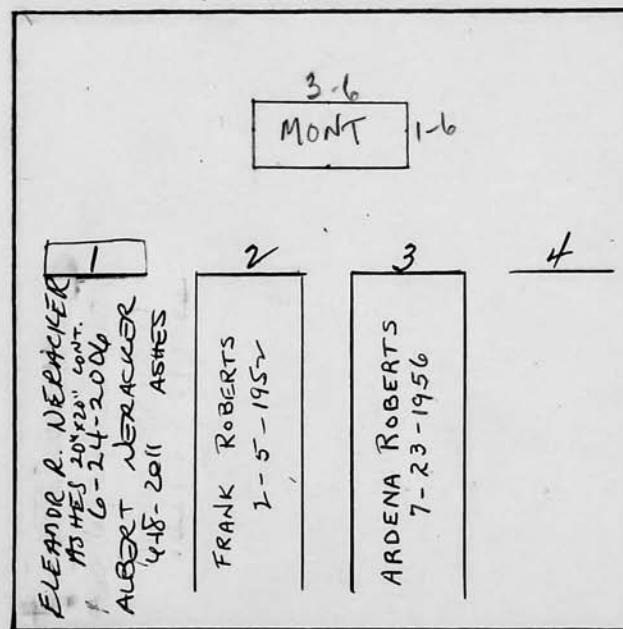 3-6
MONT
1-6
1
ELEANOR R. NERACKER
ASHES 20"x20" CONT.
6-24-2006
ALBERT NERACKER
4-18-2011 ASHES
2
FRANK ROBERTS
2-5-1952
3
ARDENA ROBERTS
7-23-1956
4